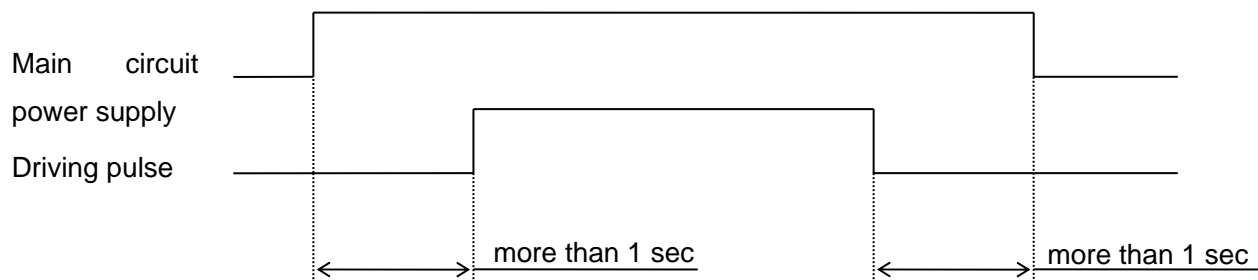 Main circuit
power supply
Driving pulse
more than 1 sec
more than 1 sec